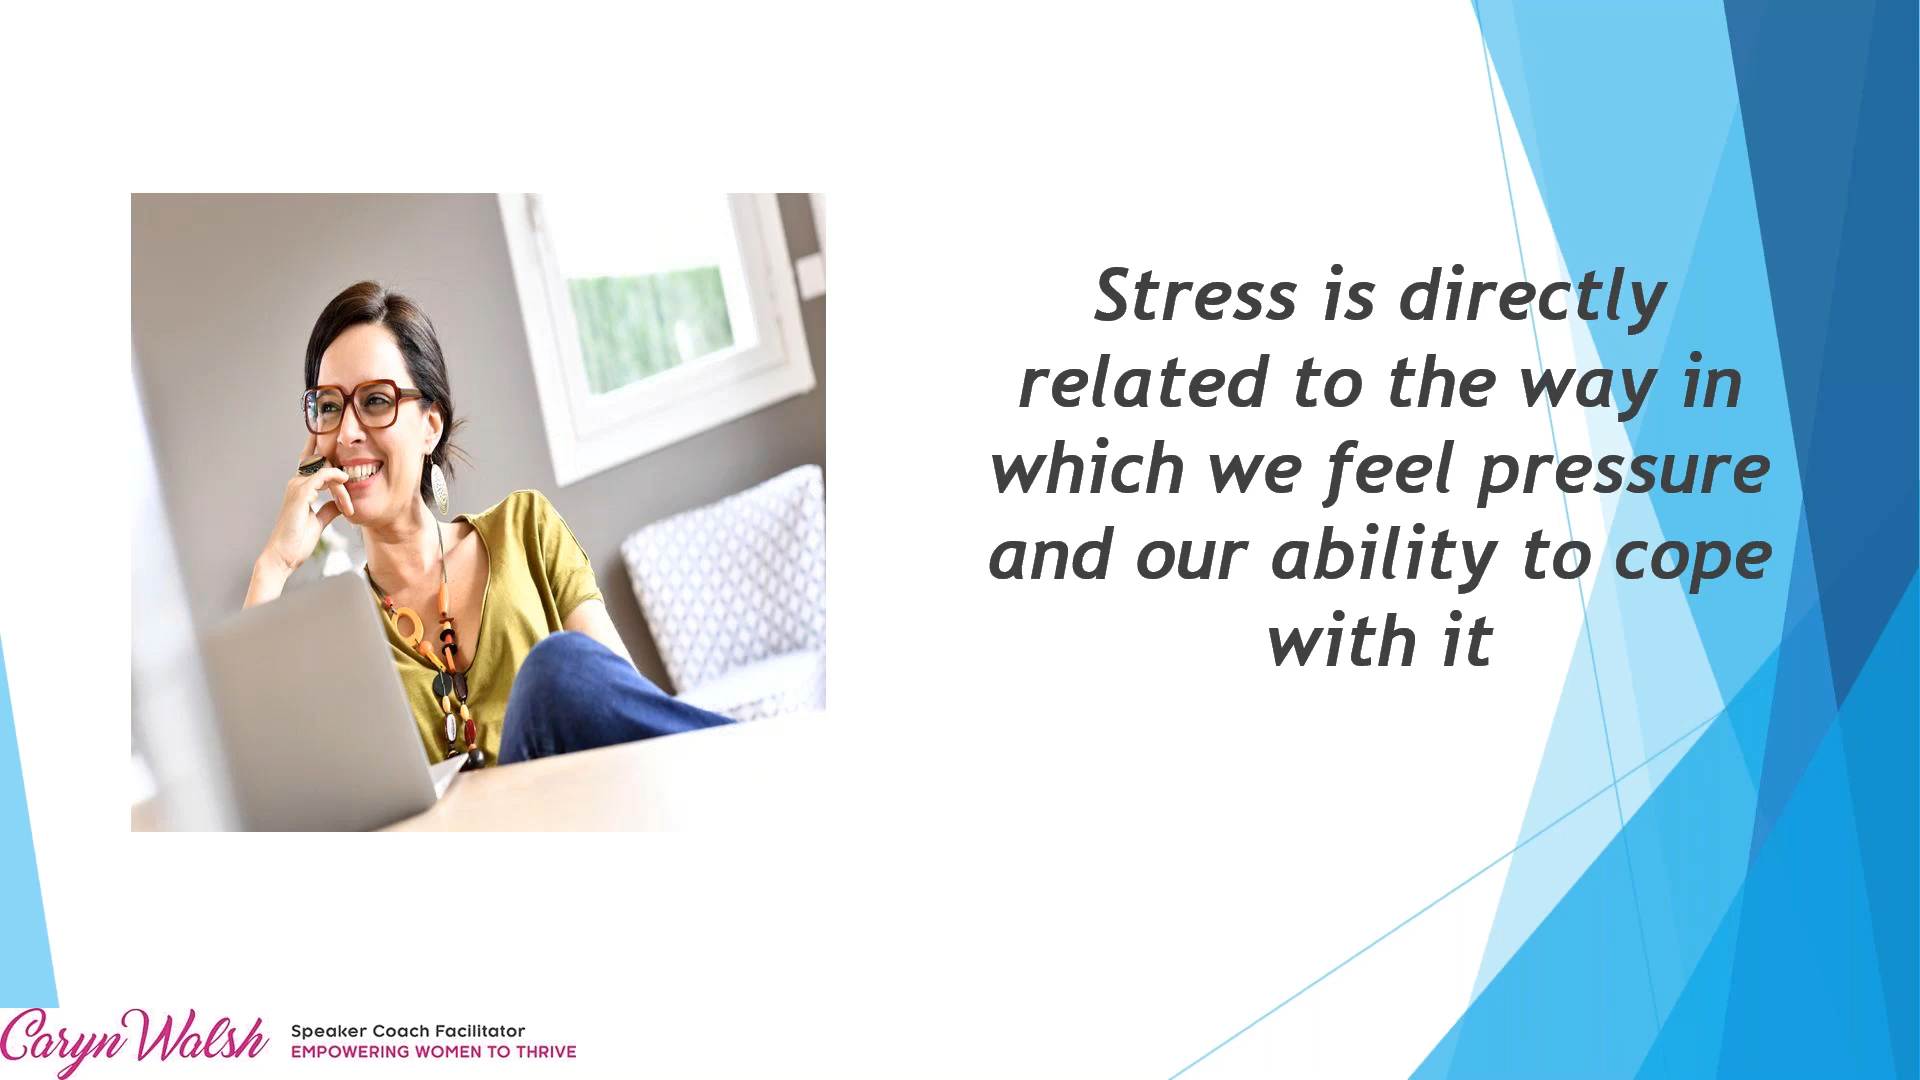 Stress is directly
related to the way in
which we feel pressure
and our ability to cope
with it
Caryn Walsh
Speaker Coach Facilitator
EMPOWERING WOMEN TO THRIVE